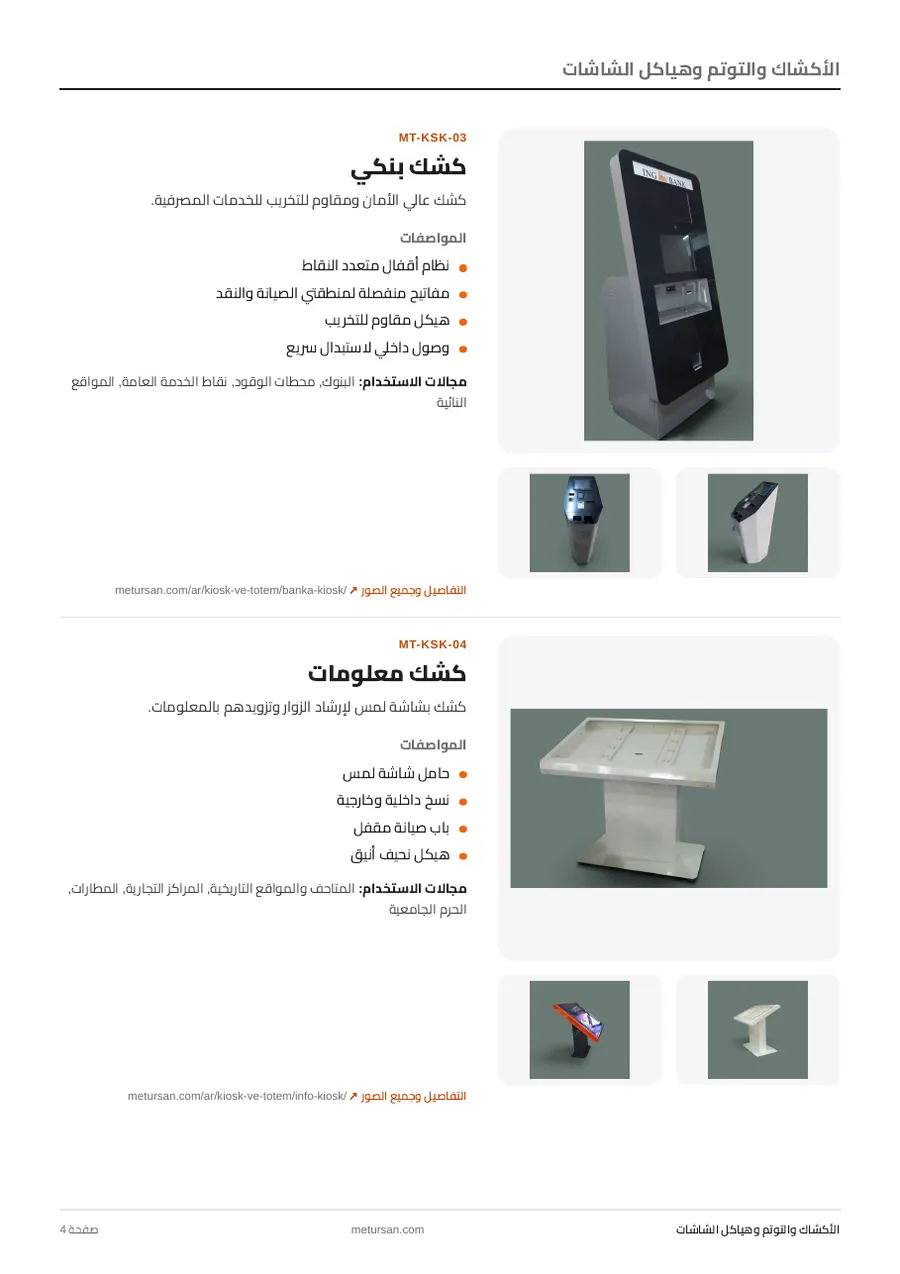 الأكشاك والتوتم وهياكل الشاشات
MT-KSK-03
كشك بنكي
كشك عالي الأمان ومقاوم للتخريب للخدمات المصرفية.
المواصفات
نظام أقفال متعدد النقاط
مفاتيح منفصلة لمنطقتي الصيانة والنقد
هيكل مقاوم للتخريب
وصول داخلي لاستبدال سريع
مجالات الاستخدام: البنوك, محطات الوقود, نقاط الخدمة العامة, المواقع
النائية
التفاصيل وجميع الصور ↗ metursan.com/ar/kiosk-ve-totem/banka-kiosk/
ING BANK
MT-KSK-04
كشك معلومات
كشك بشاشة لمس لإرشاد الزوار وتزويدهم بالمعلومات.
المواصفات
حامل شاشة لمس
نسخ داخلية وخارجية
باب صيانة مقفل
هيكل نحيف أنيق
مجالات الاستخدام: المتاحف والمواقع التاريخية, المراكز التجارية, المطارات,
الحرم الجامعية
التفاصيل وجميع الصور ↗ metursan.com/ar/kiosk-ve-totem/info-kiosk/
الأكشاك والتوتم وهياكل الشاشات
metursan.com
صفحة 4